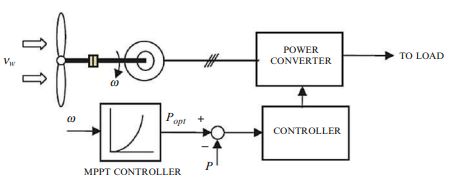 POWER
CONVERTER
TO LOAD
v_w
ω
ω
P_opt
+
−
P
CONTROLLER
MPPT CONTROLLER